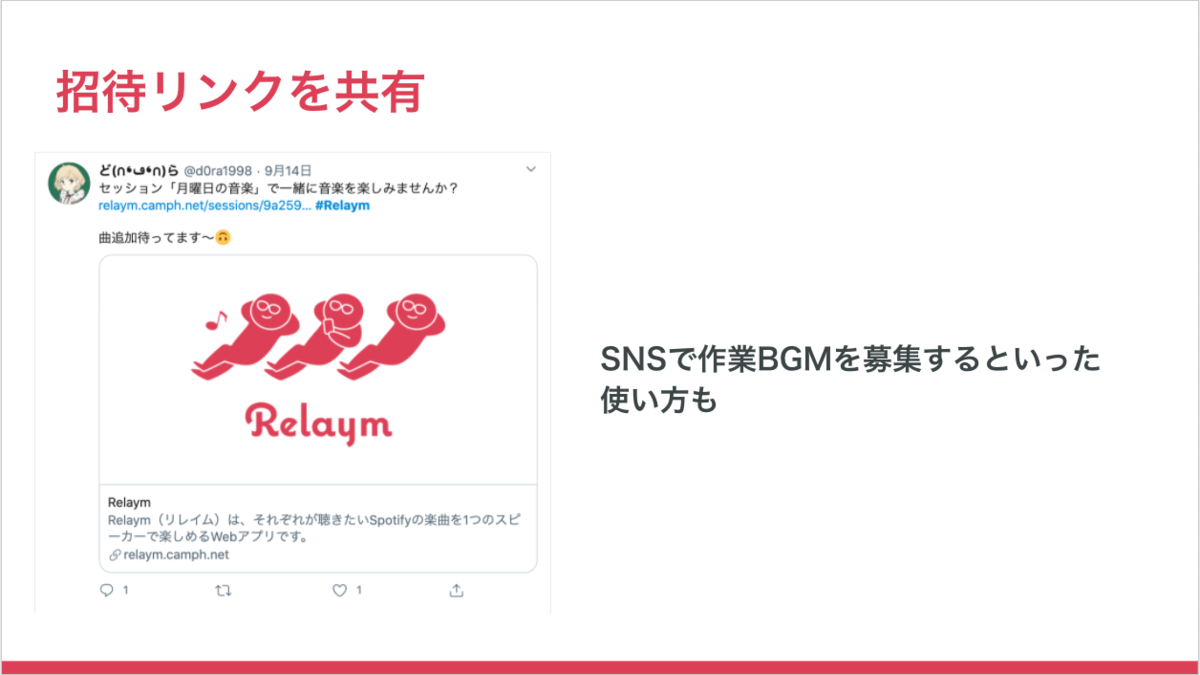 招待リンクを共有
ど(∩❛ڡ❛∩)ら @d0ra1998 · 9月14日
セッション「月曜日の音楽」で一緒に音楽を楽しみませんか？
relaym.camph.net/sessions/9a259... #Relaym
曲追加待ってます〜🙃
Relaym
Relaym
Relaym（リレイム）は、それぞれが聴きたいSpotifyの楽曲を1つのスピ
ーカーで楽しめるWebアプリです。
relaym.camph.net
1 1
SNSで作業BGMを募集するといった
使い方も